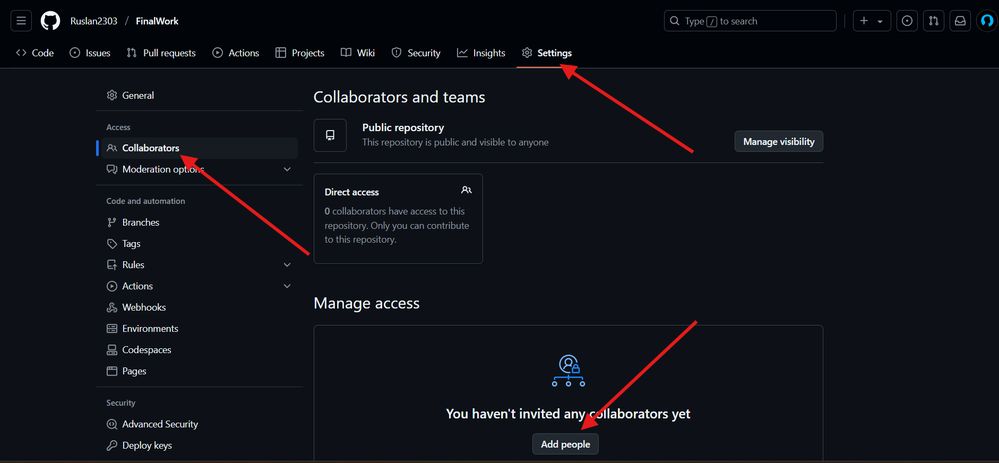 Ruslan2303 / FinalWork
Type / to search
Code Issues Pull requests Actions Projects Wiki Security Insights Settings
General
Access
Collaborators
Moderation options
Code and automation
Branches
Tags
Rules
Actions
Webhooks
Environments
Codespaces
Pages
Security
Advanced Security
Deploy keys
Collaborators and teams
Public repository
This repository is public and visible to anyone
Manage visibility
Direct access
0 collaborators have access to this
repository. Only you can contribute
to this repository.
Manage access
You haven't invited any collaborators yet
Add people